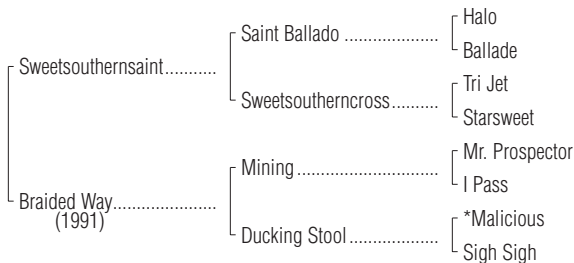 Halo
Saint Ballado ....................
Ballade
Sweetsouthernsaint...........
Tri Jet
Sweetsoutherncross..........
Starsweet
Mr. Prospector
Mining..............................
I Pass
Braided Way......................
(1991)
*Malicious
Ducking Stool...................
Sigh Sigh